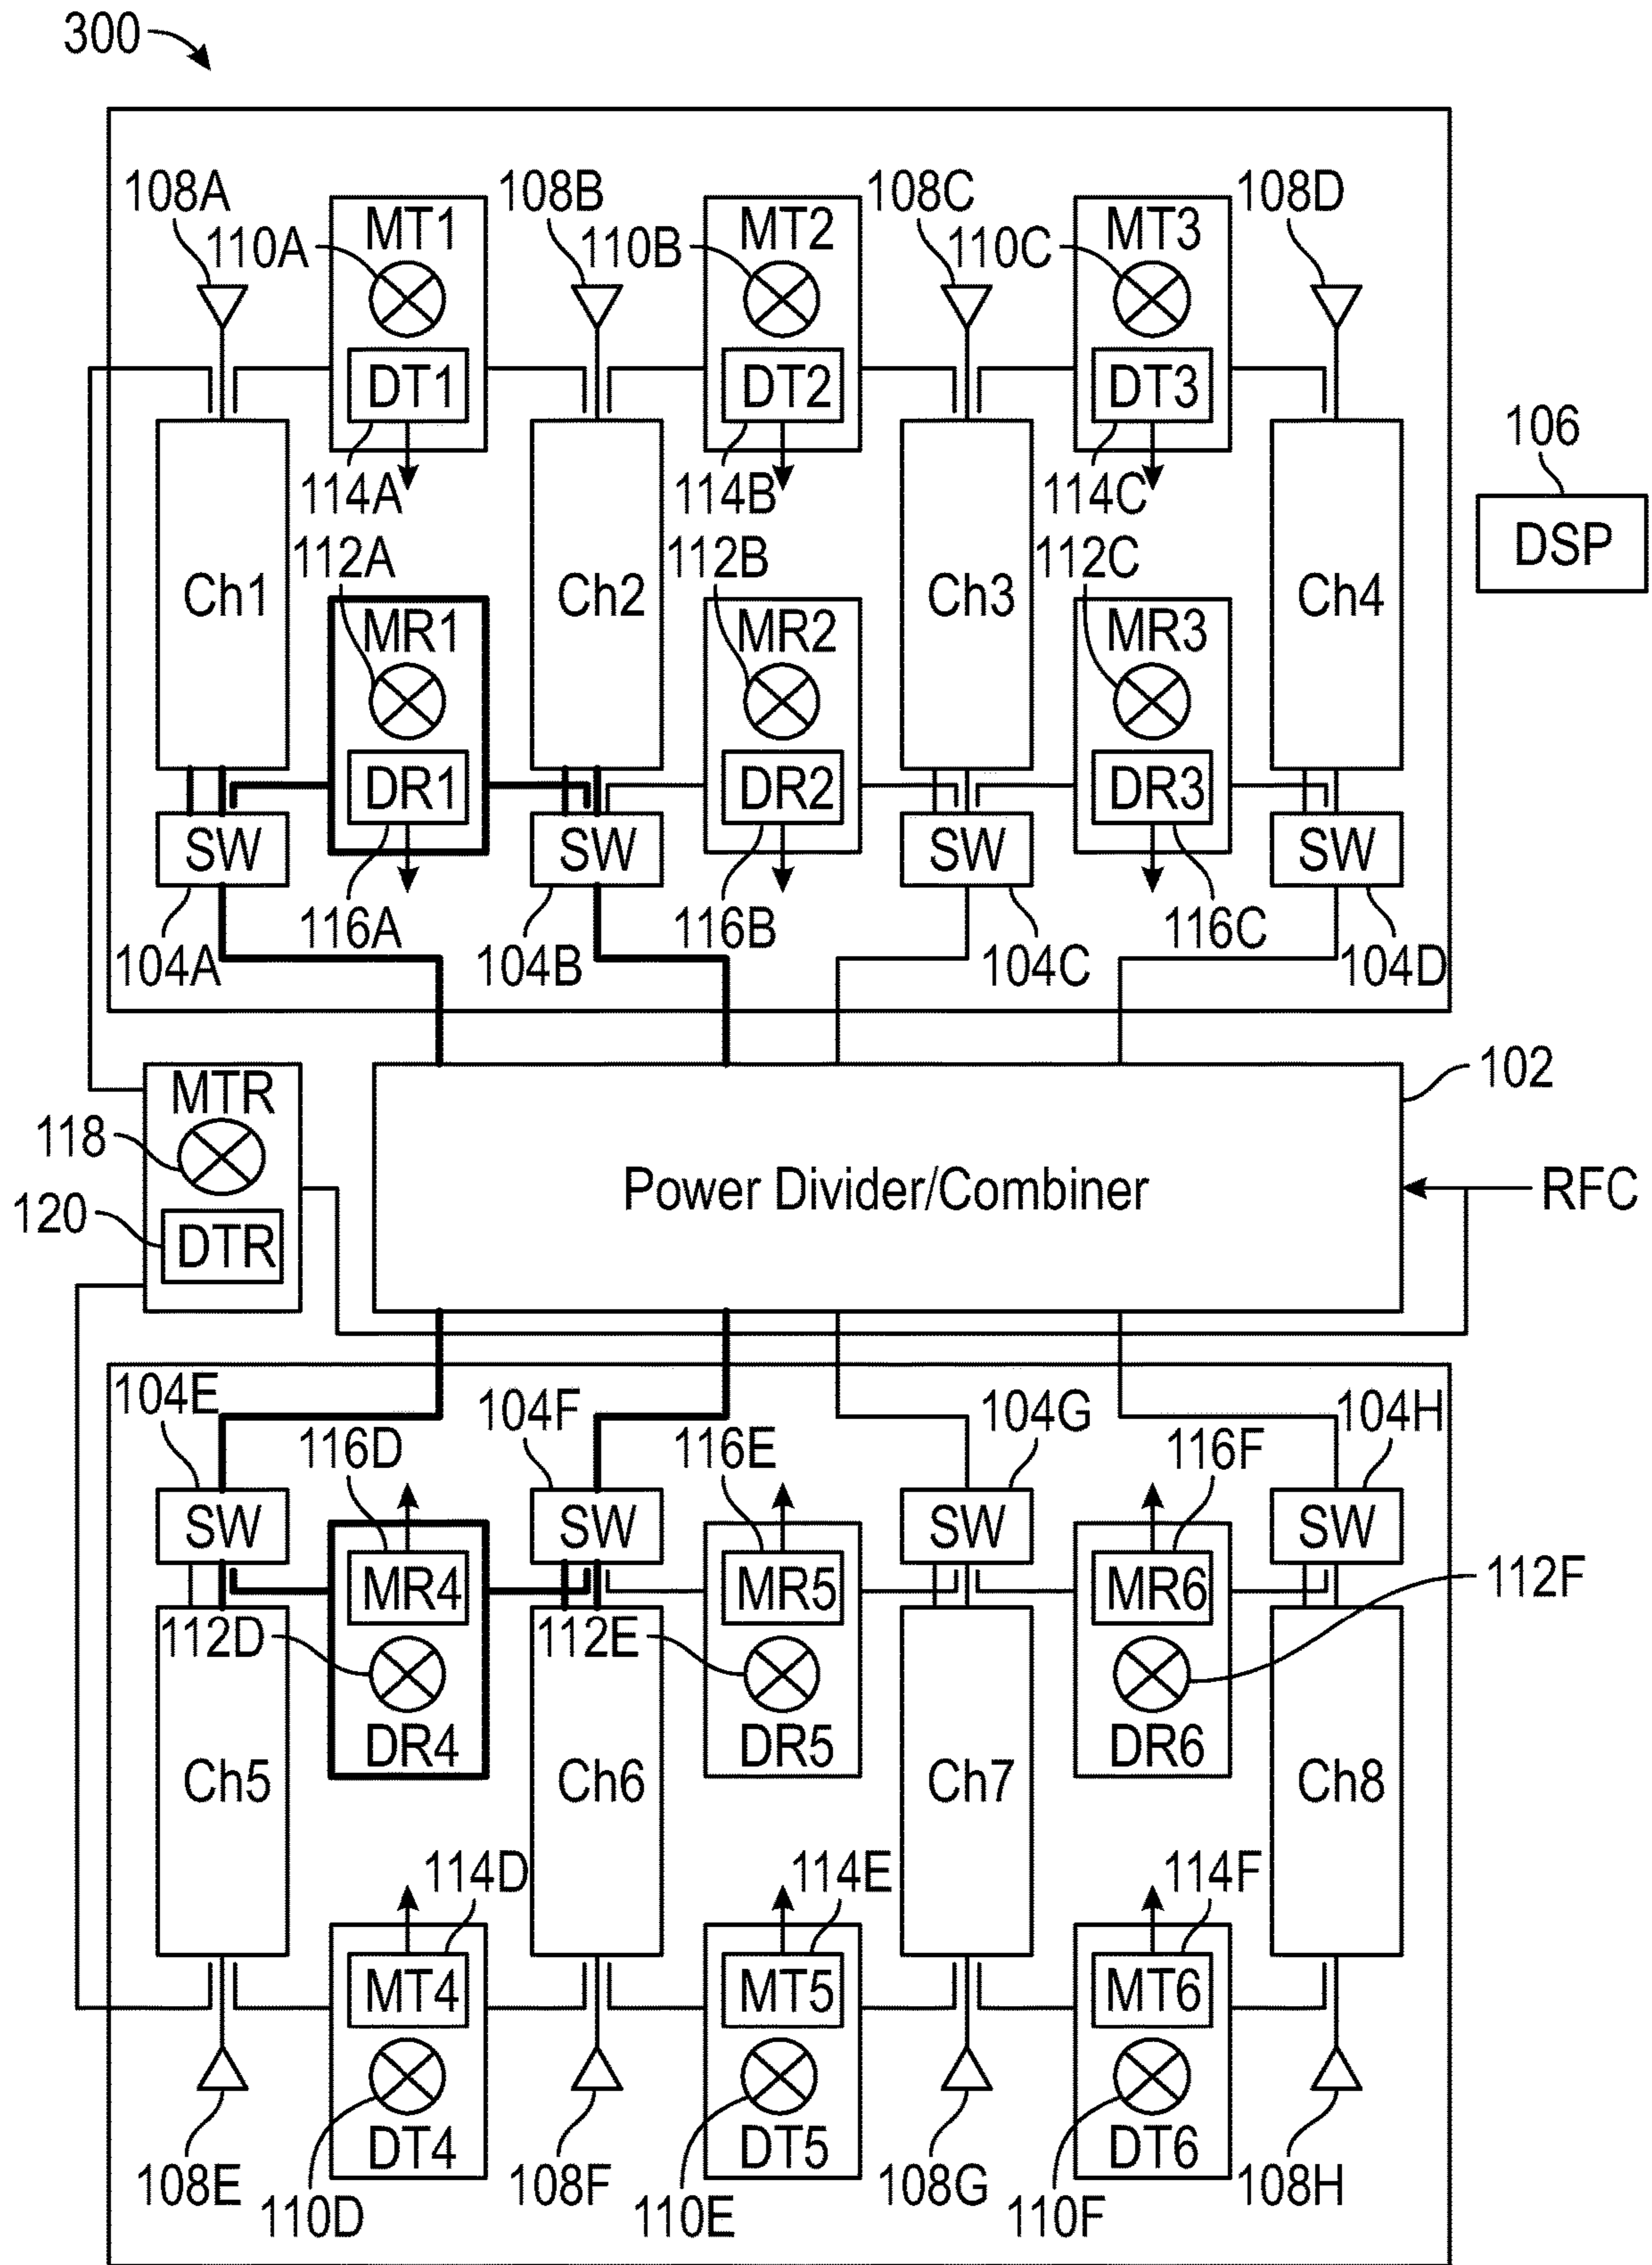 300
108A
MT1
108B
MT2
108C
MT3
108D
110A
110B
110C
DT1
DT2
DT3
106
114A
114B
114C
DSP
112A
112B
112C
Ch1
Ch2
Ch3
Ch4
MR1
MR2
MR3
DR1
DR2
DR3
SW
SW
SW
SW
116A
116B
116C
104A
104B
104C
104D
102
MTR
118
Power Divider/Combiner
RFC
120
DTR
104E
104F
104G
104H
116D
116E
116F
SW
SW
SW
SW
MR4
MR5
MR6
112F
112D
112E
DR4
DR5
DR6
Ch5
Ch6
Ch7
Ch8
114D
114E
114F
MT4
MT5
MT6
DT4
DT5
DT6
108E
108F
108G
108H
110D
110E
110F